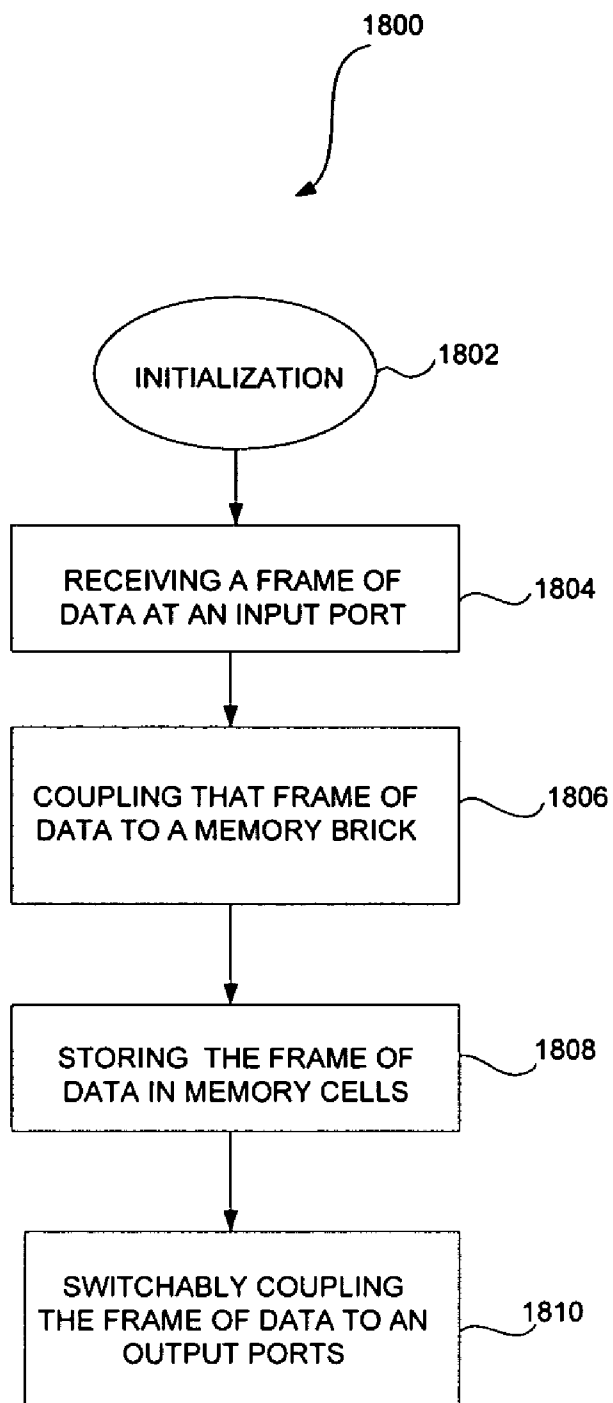 1800
INITIALIZATION
1802
RECEIVING A FRAME OF
DATA AT AN INPUT PORT
1804
COUPLING THAT FRAME OF
DATA TO A MEMORY BRICK
1806
STORING THE FRAME OF
DATA IN MEMORY CELLS
1808
SWITCHABLY COUPLING
THE FRAME OF DATA TO AN
OUTPUT PORTS
1810